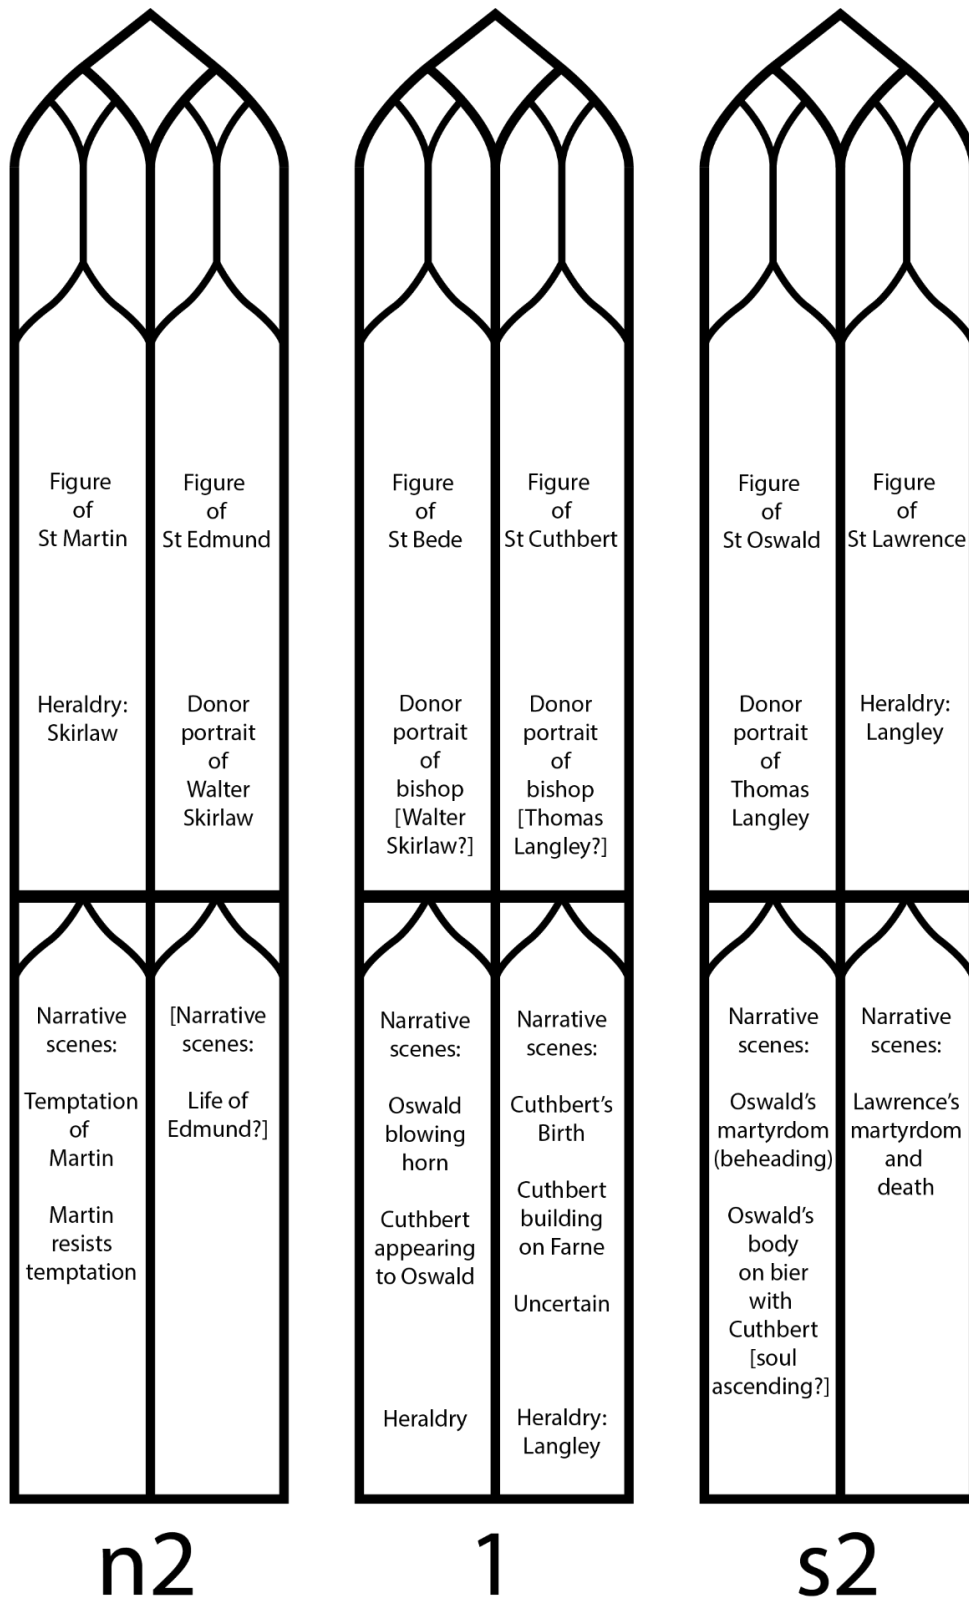 Figure
of
St Martin
Heraldry:
Skirlaw
Figure
of
St Edmund
Donor
portrait
of
Walter
Skirlaw
Narrative
scenes:
Temptation
of
Martin
Martin
resists
temptation
[Narrative
scenes:
Life of
Edmund?]
n2
Figure
of
St Bede
Donor
portrait
of
bishop
[Walter
Skirlaw?]
Figure
of
St Cuthbert
Donor
portrait
of
bishop
[Thomas
Langley?]
Narrative
scenes:
Oswald
blowing
horn
Cuthbert
appearing
to Oswald
Heraldry
Narrative
scenes:
Cuthbert’s
Birth
Cuthbert
building
on Farne
Uncertain
Heraldry:
Langley
1
Figure
of
St Oswald
Donor
portrait
of
Thomas
Langley
Figure
of
St Lawrence
Heraldry:
Langley
Narrative
scenes:
Oswald’s
martyrdom
(beheading)
Oswald’s
body
on bier
with
Cuthbert
[soul
ascending?]
Narrative
scenes:
Lawrence’s
martyrdom
and
death
s2